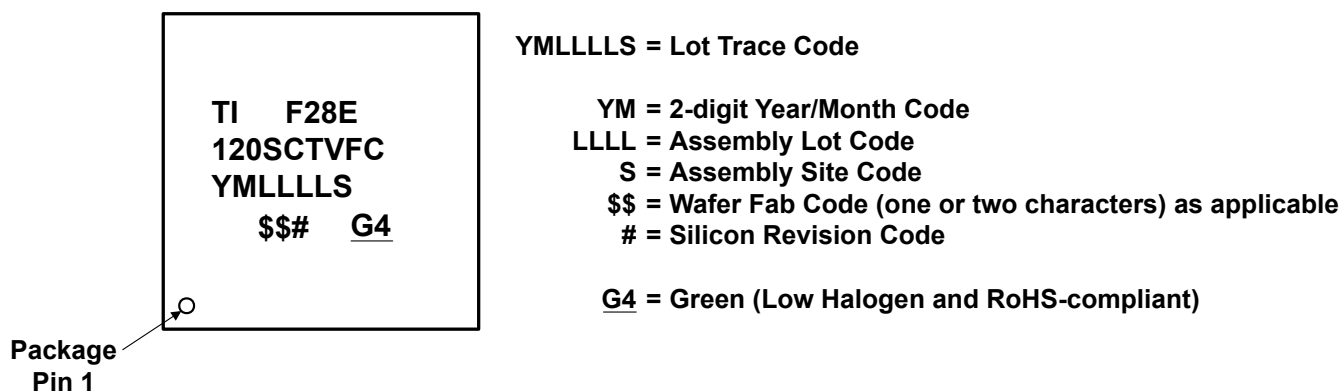 TI F28E
120SCTVFC
YMLLLLS
$$# G4
Package
Pin 1
YMLLLLS = Lot Trace Code
YM = 2-digit Year/Month Code
LLLL = Assembly Lot Code
S = Assembly Site Code
$$ = Wafer Fab Code (one or two characters) as applicable
# = Silicon Revision Code
G4 = Green (Low Halogen and RoHS-compliant)